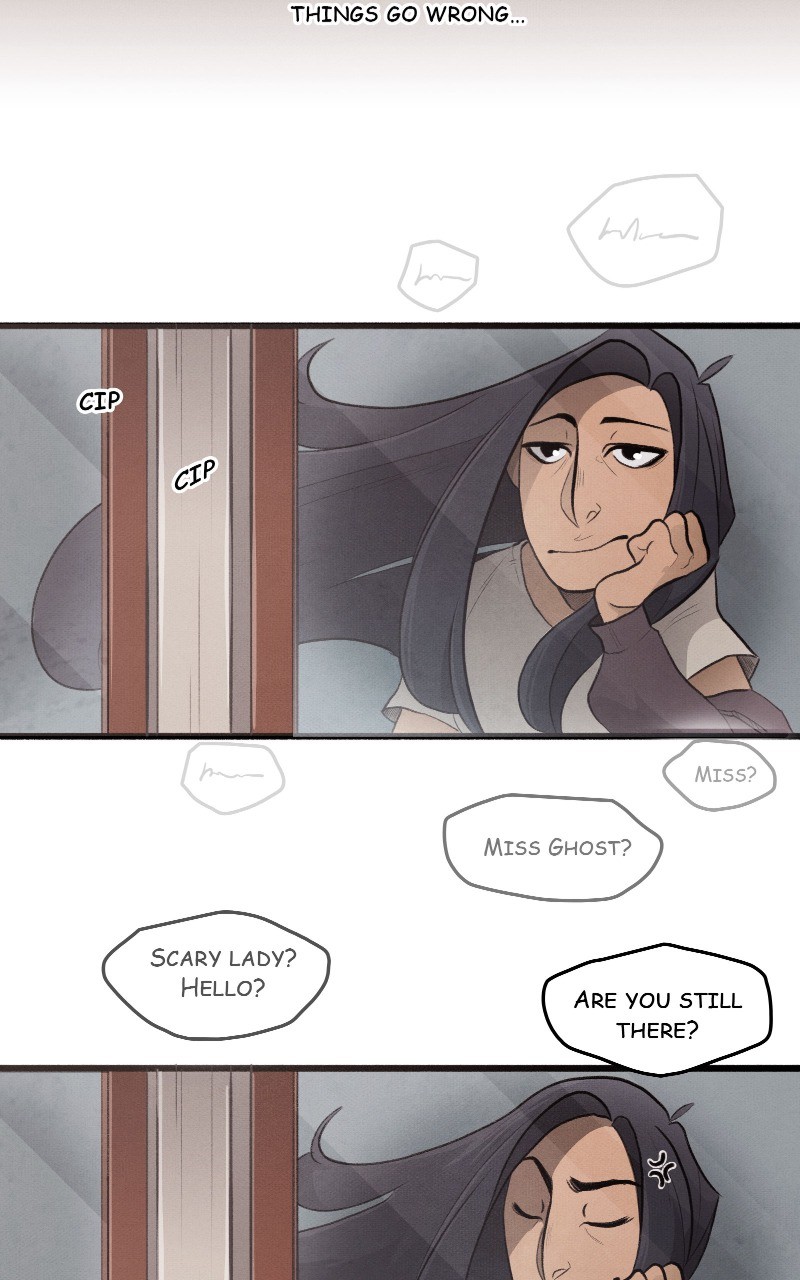 THINGS GO WRONG...
CIP
CIP
MISS?
MISS GHOST?
SCARY LADY?
HELLO?
ARE YOU STILL
THERE?